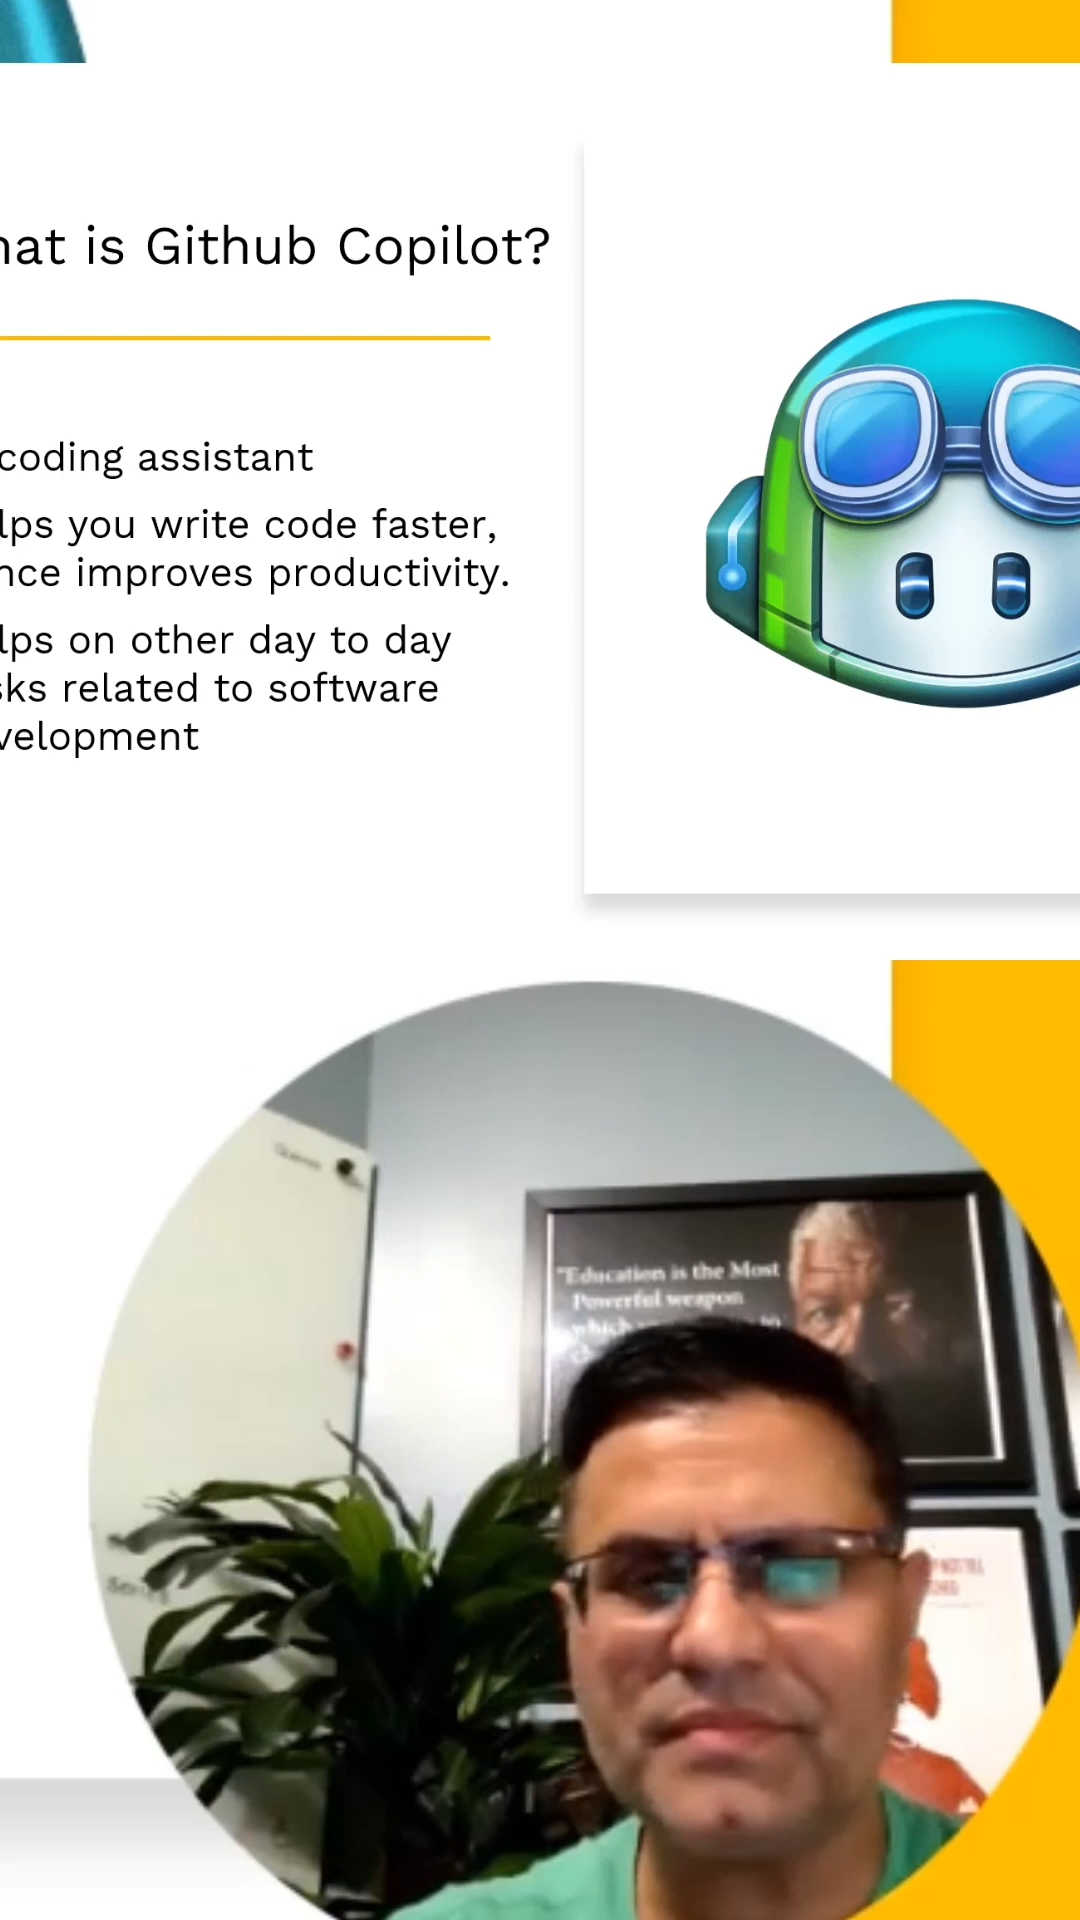 hat is Github Copilot?
coding assistant
lps you write code faster,
nce improves productivity.
lps on other day to day
sks related to software
velopment
"Education is the Most
Powerful weapon
which